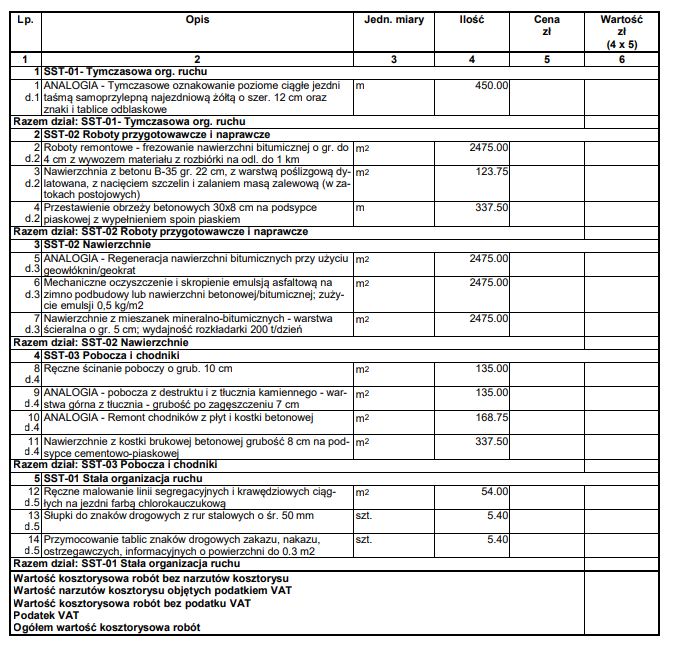 Lp. Opis Jedn. miary Ilość Cena Wartość
zł zł
(4 x 5)
1 2 3 4 5 6
1 SST-01- Tymczasowa org. ruchu
1 ANALOGIA - Tymczasowe oznakowanie poziome ciągłe jezdni m 450.00
d.1 taśmą samoprzylepną najezdniową żółtą o szer. 12 cm oraz
znaki i tablice odblaskowe
Razem dział: SST-01- Tymczasowa org. ruchu
2 SST-02 Roboty przygotowawcze i naprawcze
2 Roboty remontowe - frezowanie nawierzchni bitumicznej o gr. do m2 2475.00
d.2 4 cm z wywozem materiału z rozbiórki na odl. do 1 km
3 Nawierzchnia z betonu B-35 gr. 22 cm, z warstwą poślizgową dy- m2 123.75
d.2 latowana, z nacięciem szczelin i zalaniem masą zalewową (w za-
tokach postojowych)
4 Przestawienie obrzeży betonowych 30x8 cm na podsypce m 337.50
d.2 piaskowej z wypełnieniem spoin piaskiem
Razem dział: SST-02 Roboty przygotowawcze i naprawcze
3 SST-02 Nawierzchnie
5 ANALOGIA - Regeneracja nawierzchni bitumicznych przy użyciu m2 2475.00
d.3 geowłóknin/geokrat
6 Mechaniczne oczyszczenie i skropienie emulsją asfaltową na m2 2475.00
d.3 zimno podbudowy lub nawierzchni betonowej/bitumicznej; zuży-
cie emulsji 0,5 kg/m2
7 Nawierzchnie z mieszanek mineralno-bitumicznych - warstwa m2 2475.00
d.3 ścieralna o gr. 5 cm; wydajność rozkładarki 200 t/dzień
Razem dział: SST-02 Nawierzchnie
4 SST-03 Pobocza i chodniki
8 Ręczne ścinanie poboczy o grub. 10 cm m2 135.00
d.4
9 ANALOGIA - pobocza z destruktu i z tłucznia kamiennego - war- m2 135.00
d.4 stwa górna z tłucznia - grubość po zagęszczeniu 7 cm
10 ANALOGIA - Remont chodników z płyt i kostki betonowej m2 168.75
d.4
11 Nawierzchnie z kostki brukowej betonowej grubość 8 cm na pod- m2 337.50
d.4 sypce cementowo-piaskowej
Razem dział: SST-03 Pobocza i chodniki
5 SST-01 Stała organizacja ruchu
12 Ręczne malowanie linii segregacyjnych i krawędziowych ciąg- m2 54.00
d.5 łych na jezdni farbą chlorokauczukową
13 Słupki do znaków drogowych z rur stalowych o śr. 50 mm szt. 5.40
d.5
14 Przymocowanie tablic znaków drogowych zakazu, nakazu, szt. 5.40
d.5 ostrzegawczych, informacyjnych o powierzchni do 0.3 m2
Razem dział: SST-01 Stała organizacja ruchu
Wartość kosztorysowa robót bez narzutów kosztorysu
Wartość narzutów kosztorysu objętych podatkiem VAT
Wartość kosztorysowa robót bez podatku VAT
Podatek VAT
Ogółem wartość kosztorysowa robót